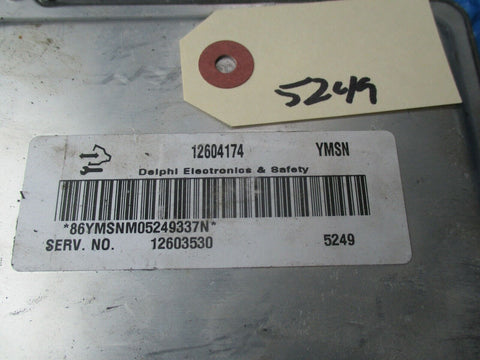 5249
12604174 YMSN
Delphi Electronics & Safety
*86YMSNM05249337N*
SERV. NO. 12603530 5249